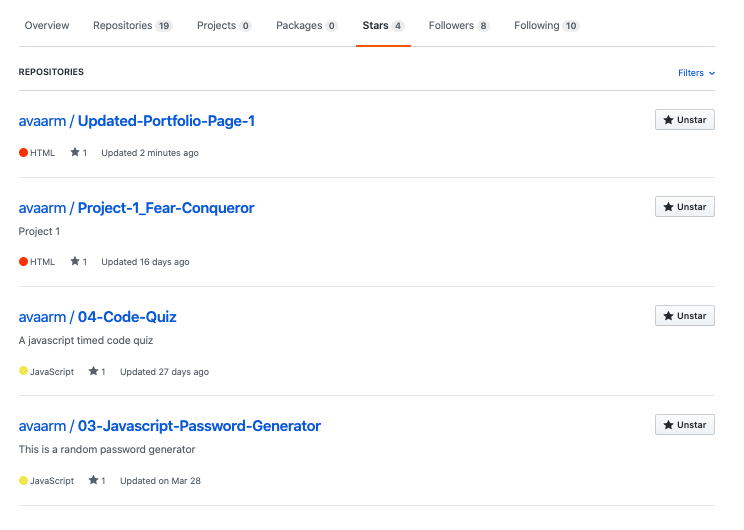 Overview Repositories 19 Projects 0 Packages 0 Stars 4 Followers 8 Following 10
REPOSITORIES Filters
avaarm / Updated-Portfolio-Page-1 Unstar
HTML 1 Updated 2 minutes ago
avaarm / Project-1_Fear-Conqueror Unstar
Project 1
HTML 1 Updated 16 days ago
avaarm / 04-Code-Quiz Unstar
A javascript timed code quiz
JavaScript 1 Updated 27 days ago
avaarm / 03-Javascript-Password-Generator Unstar
This is a random password generator
JavaScript 1 Updated on Mar 28